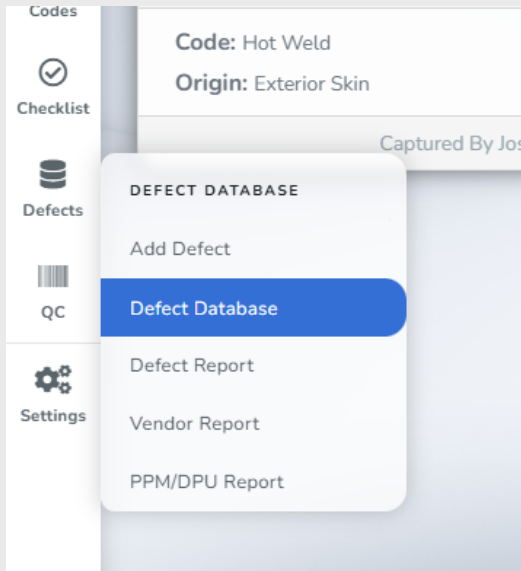 Codes
Code: Hot Weld
Origin: Exterior Skin
Captured By
Checklist
Defects
QC
Settings
DEFECT DATABASE
Add Defect
Defect Database
Defect Report
Vendor Report
PPM/DPU Report